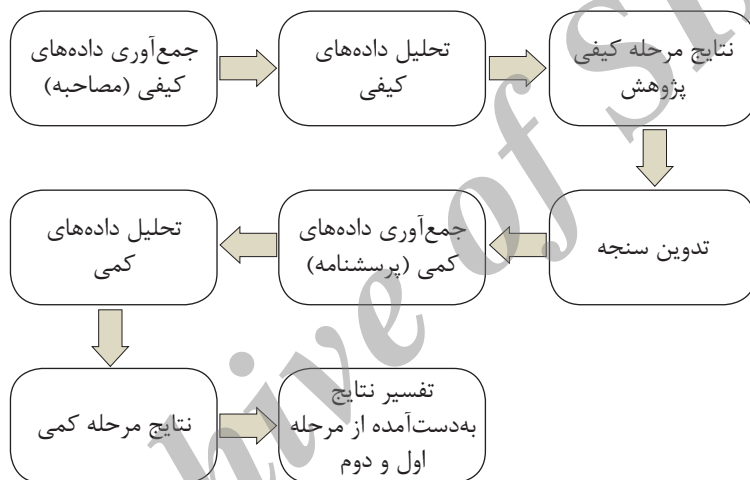 جمع‌آوری داده‌های
کیفی (مصاحبه)
تحلیل داده‌های
کیفی
نتایج مرحله کیفی
پژوهش
تدوین سنجه
جمع‌آوری داده‌های
کمی (پرسشنامه)
تحلیل داده‌های
کمی
نتایج مرحله کمی
تفسیر نتایج
به‌دست‌آمده از مرحله
اول و دوم
hive of S